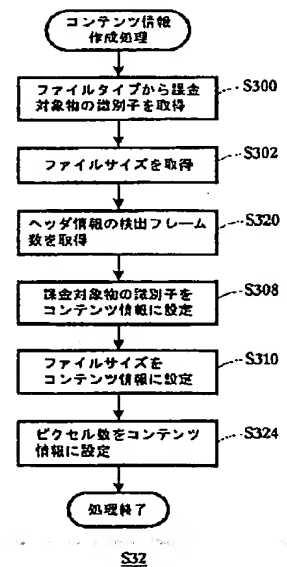 コンテンツ情報
作成処理
ファイルタイプから課金
対象物の識別子を取得
S300
ファイルサイズを取得
S302
ヘッダ情報の検出フレーム
数を取得
S320
課金対象物の識別子を
コンテンツ情報に設定
S308
ファイルサイズを
コンテンツ情報に設定
S310
ピクセル数をコンテンツ
情報に設定
S324
処理終了
S32